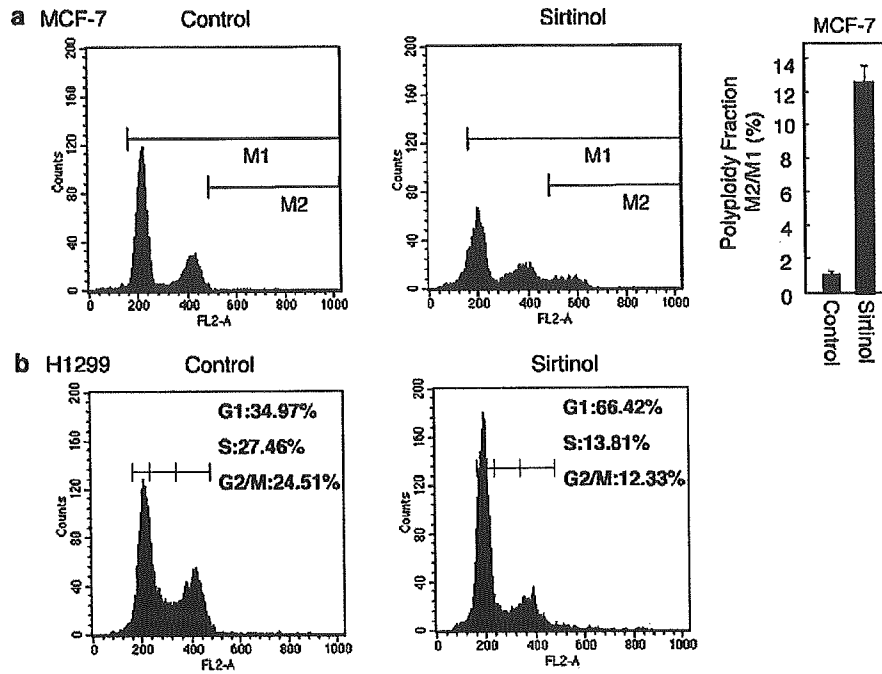 a MCF-7
Control
200
160
120
80
40
0
Counts
M1
M2
0 200 400 600 800 1000
FL2-A
Sirtinol
200
160
120
80
40
0
Counts
M1
M2
0 200 400 600 800 1000
FL2-A
MCF-7
Polyploidy Fraction
M2/M1 (%)
14
12
10
8
6
4
2
0
Control
Sirtinol
b H1299
Control
200
160
120
80
40
0
Counts
G1:34.97%
S:27.46%
G2/M:24.51%
0 200 400 600 800 1000
FL2-A
Sirtinol
200
160
120
80
40
0
Counts
G1:66.42%
S:13.81%
G2/M:12.33%
0 200 400 600 800 1000
FL2-A